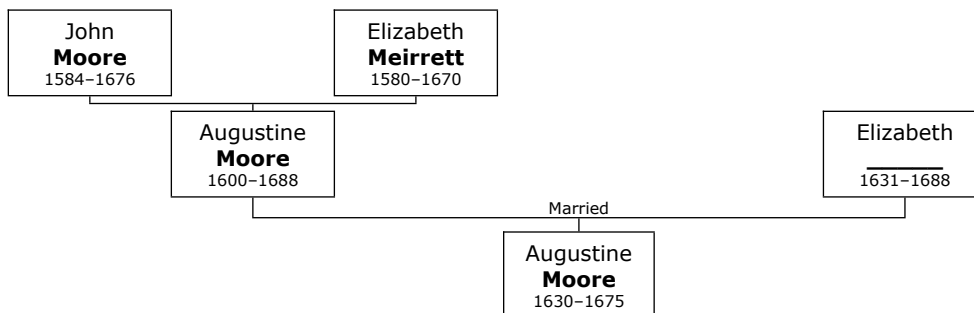 John
Moore
1584–1676
Elizabeth
Meirrett
1580–1670
Augustine
Moore
1600–1688
Elizabeth
________
1631–1688
Married
Augustine
Moore
1630–1675